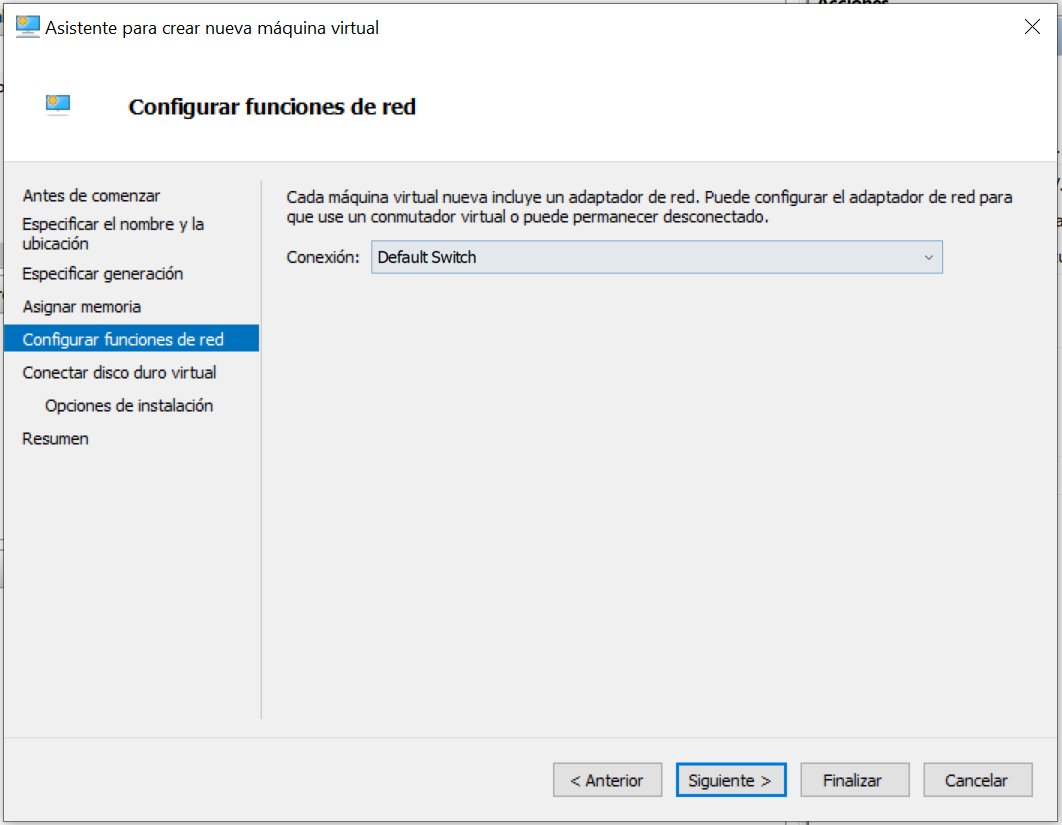 Acciones
Asistente para crear nueva máquina virtual
Configurar funciones de red
Antes de comenzar
Especificar el nombre y la
ubicación
Especificar generación
Asignar memoria
Configurar funciones de red
Conectar disco duro virtual
Opciones de instalación
Resumen
Cada máquina virtual nueva incluye un adaptador de red. Puede configurar el adaptador de red para
que use un conmutador virtual o puede permanecer desconectado.
Conexión: Default Switch
< Anterior
Siguiente >
Finalizar
Cancelar